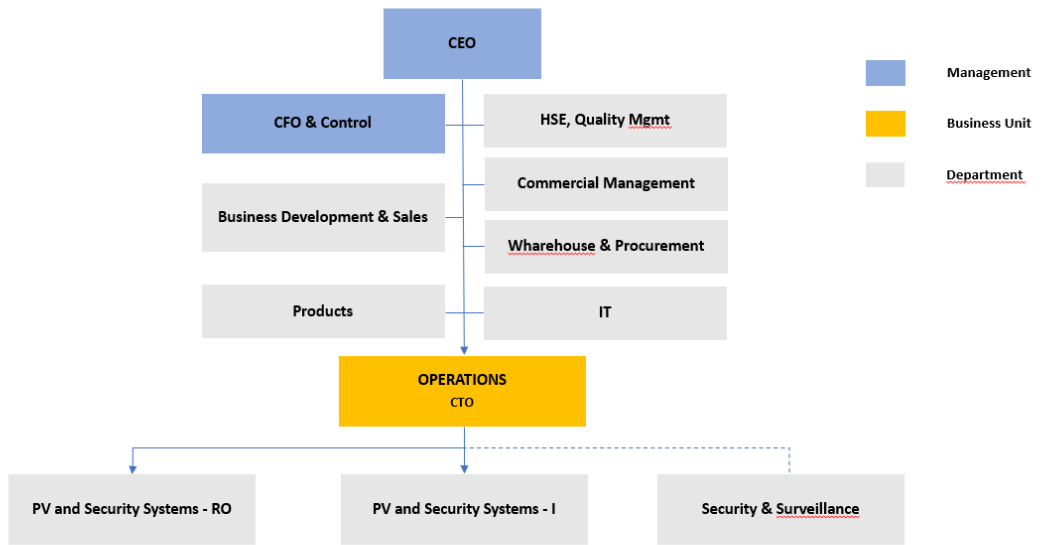 CEO
Management
CFO & Control
HSE, Quality Mgmt
Business Unit
Commercial Management
Department
Business Development & Sales
Wharehouse & Procurement
Products
IT
OPERATIONS
CTO
PV and Security Systems - RO
PV and Security Systems - I
Security & Surveillance